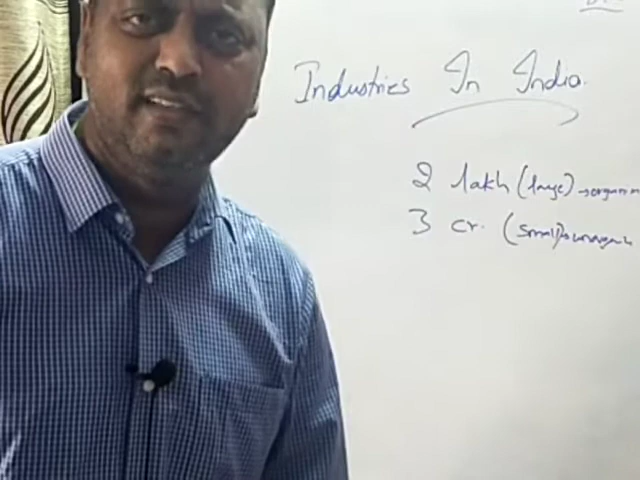 Industries In India.
2 lakh (large) →
3 cr. (small)